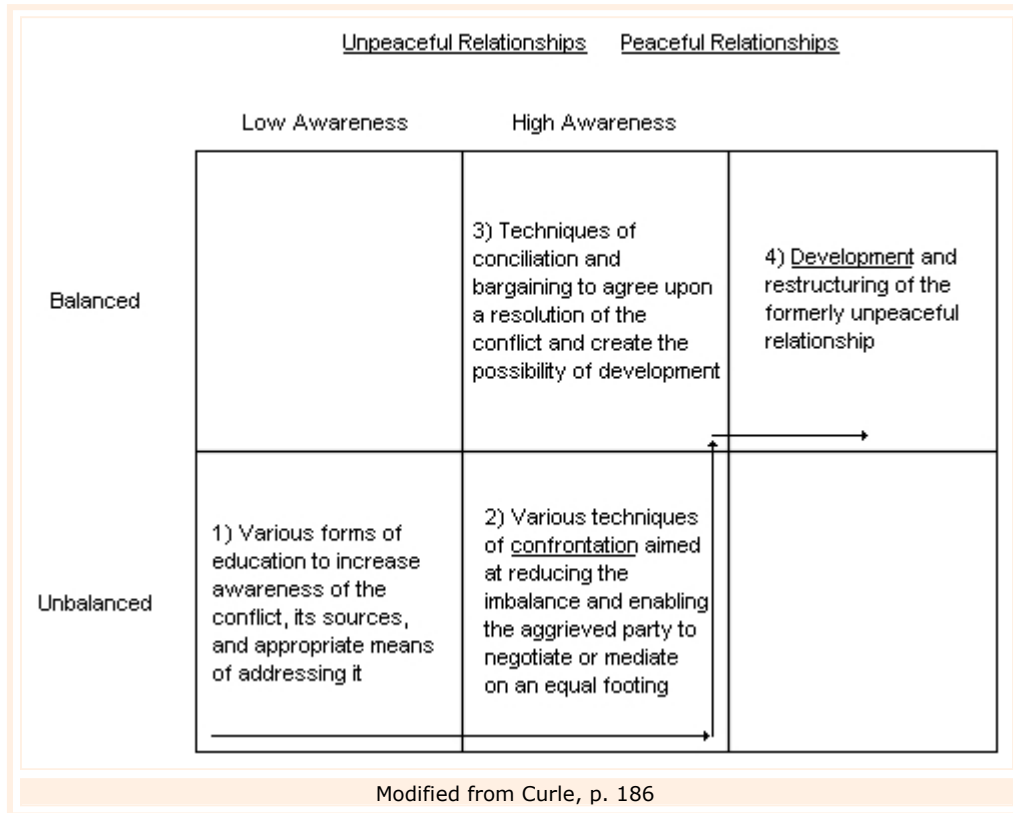 Unpeaceful Relationships Peaceful Relationships
Low Awareness High Awareness
Balanced
3) Techniques of
conciliation and
bargaining to agree upon
a resolution of the
conflict and create the
possibility of development
4) Development and
restructuring of the
formerly unpeaceful
relationship
Unbalanced
1) Various forms of
education to increase
awareness of the
conflict, its sources,
and appropriate means
of addressing it
2) Various techniques
of confrontation aimed
at reducing the
imbalance and enabling
the aggrieved party to
negotiate or mediate
on an equal footing
Modified from Curle, p. 186